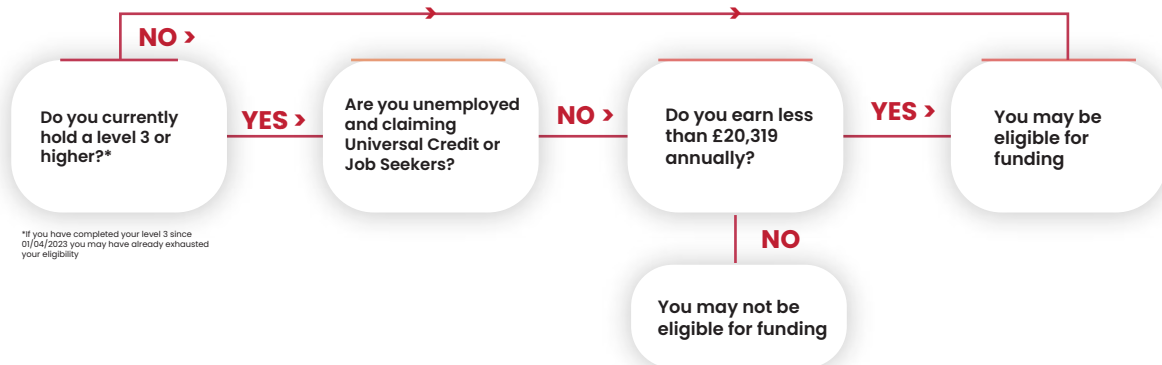 NO >
Do you currently
hold a level 3 or
higher?*
YES >
Are you unemployed
and claiming
Universal Credit or
Job Seekers?
NO >
Do you earn less
than £20,319
annually?
YES >
You may be
eligible for
funding
*If you have completed your level 3 since
01/04/2023 you may have already exhausted
your eligibility
NO
You may not be
eligible for funding